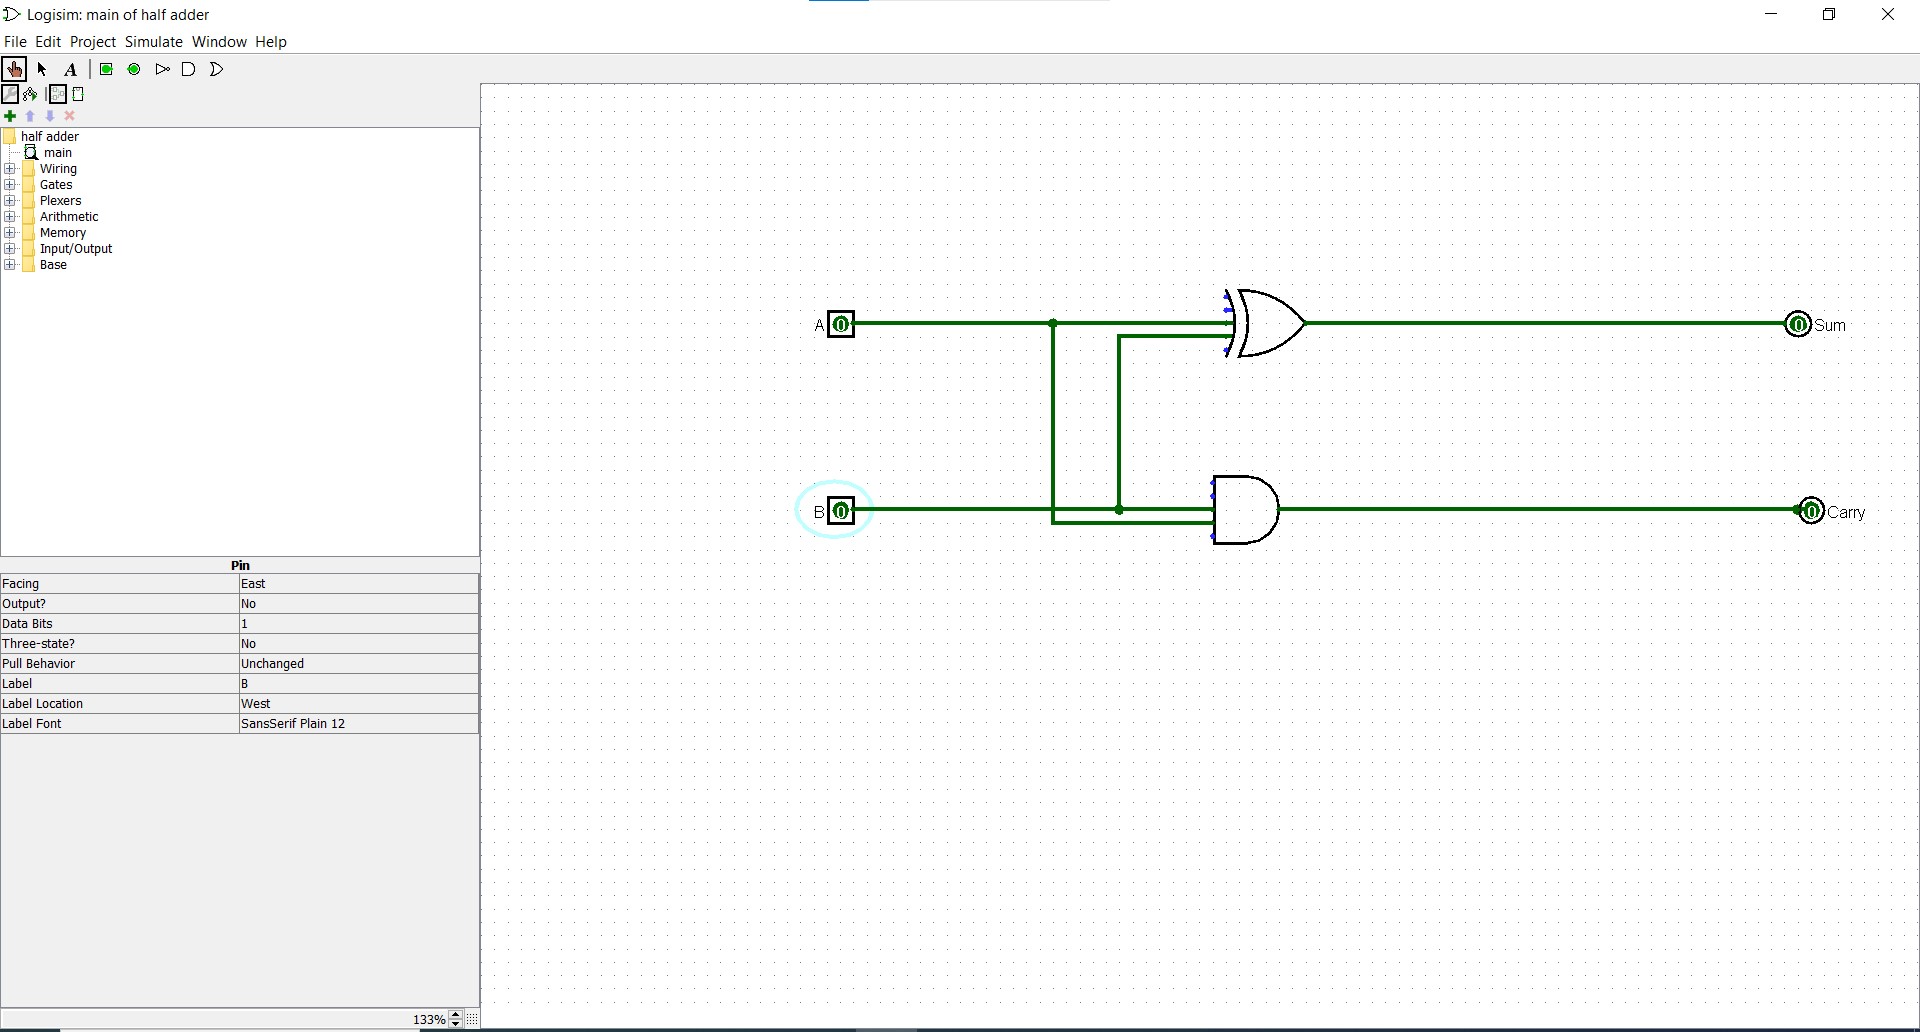 Logisim: main of half adder
File Edit Project Simulate Window Help
A
half adder
main
Wiring
Gates
Plexers
Arithmetic
Memory
Input/Output
Base
A 0
0 Sum
B 0
0 Carry
Pin
Facing East
Output? No
Data Bits 1
Three-state? No
Pull Behavior Unchanged
Label B
Label Location West
Label Font SansSerif Plain 12
133%